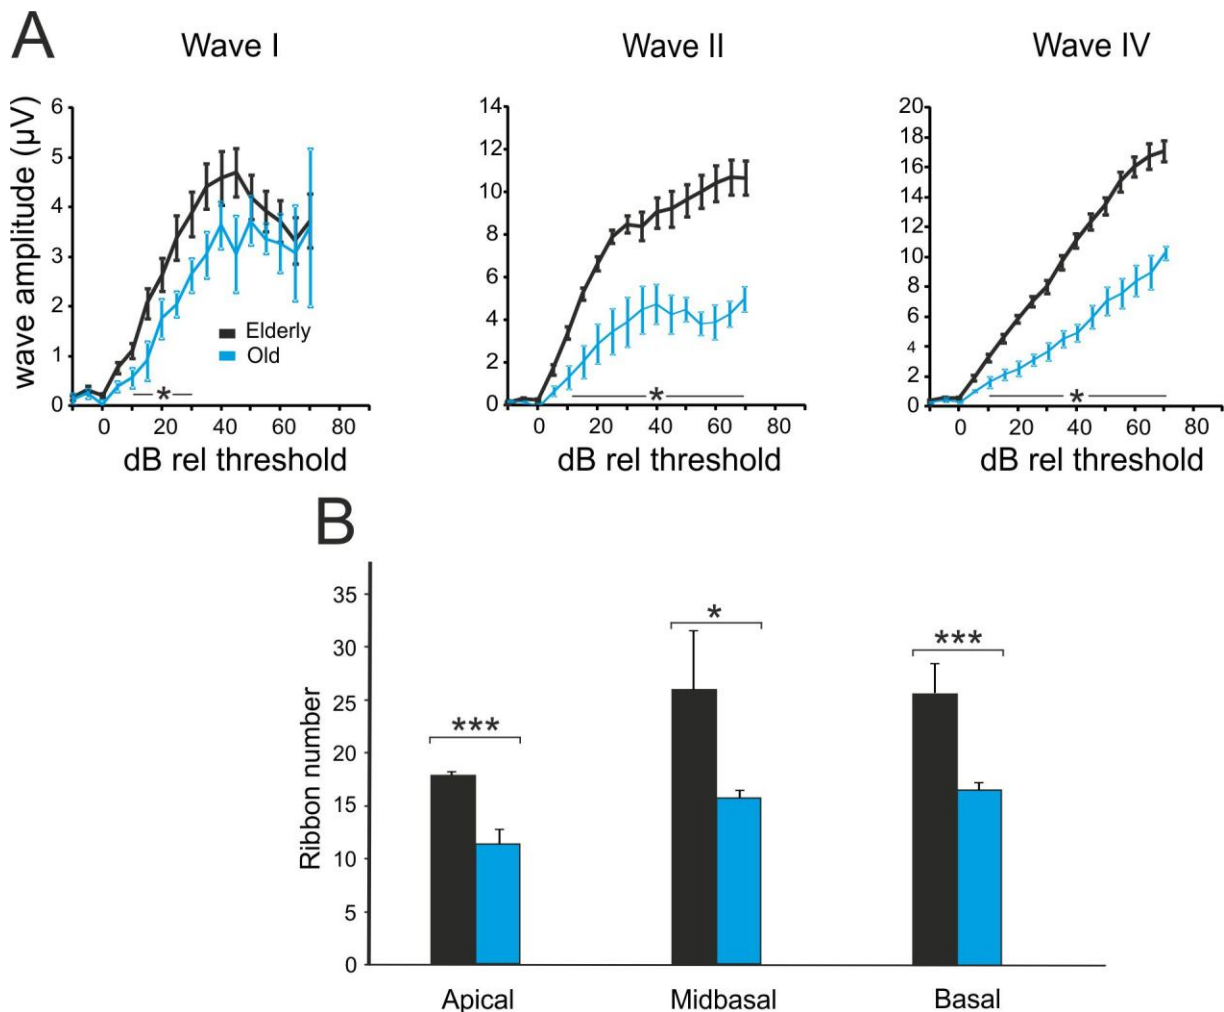 A
Wave I
Wave II
Wave IV
wave amplitude (µV)
6
5
4
3
2
1
0
Elderly
Old
*
0 20 40 60 80
dB rel threshold
14
12
10
8
6
4
2
0
*
0 20 40 60 80
dB rel threshold
20
18
16
14
12
10
8
6
4
2
0
*
0 20 40 60 80
dB rel threshold
B
Ribbon number
35
30
25
20
15
10
5
0
***
*
***
Apical
Midbasal
Basal